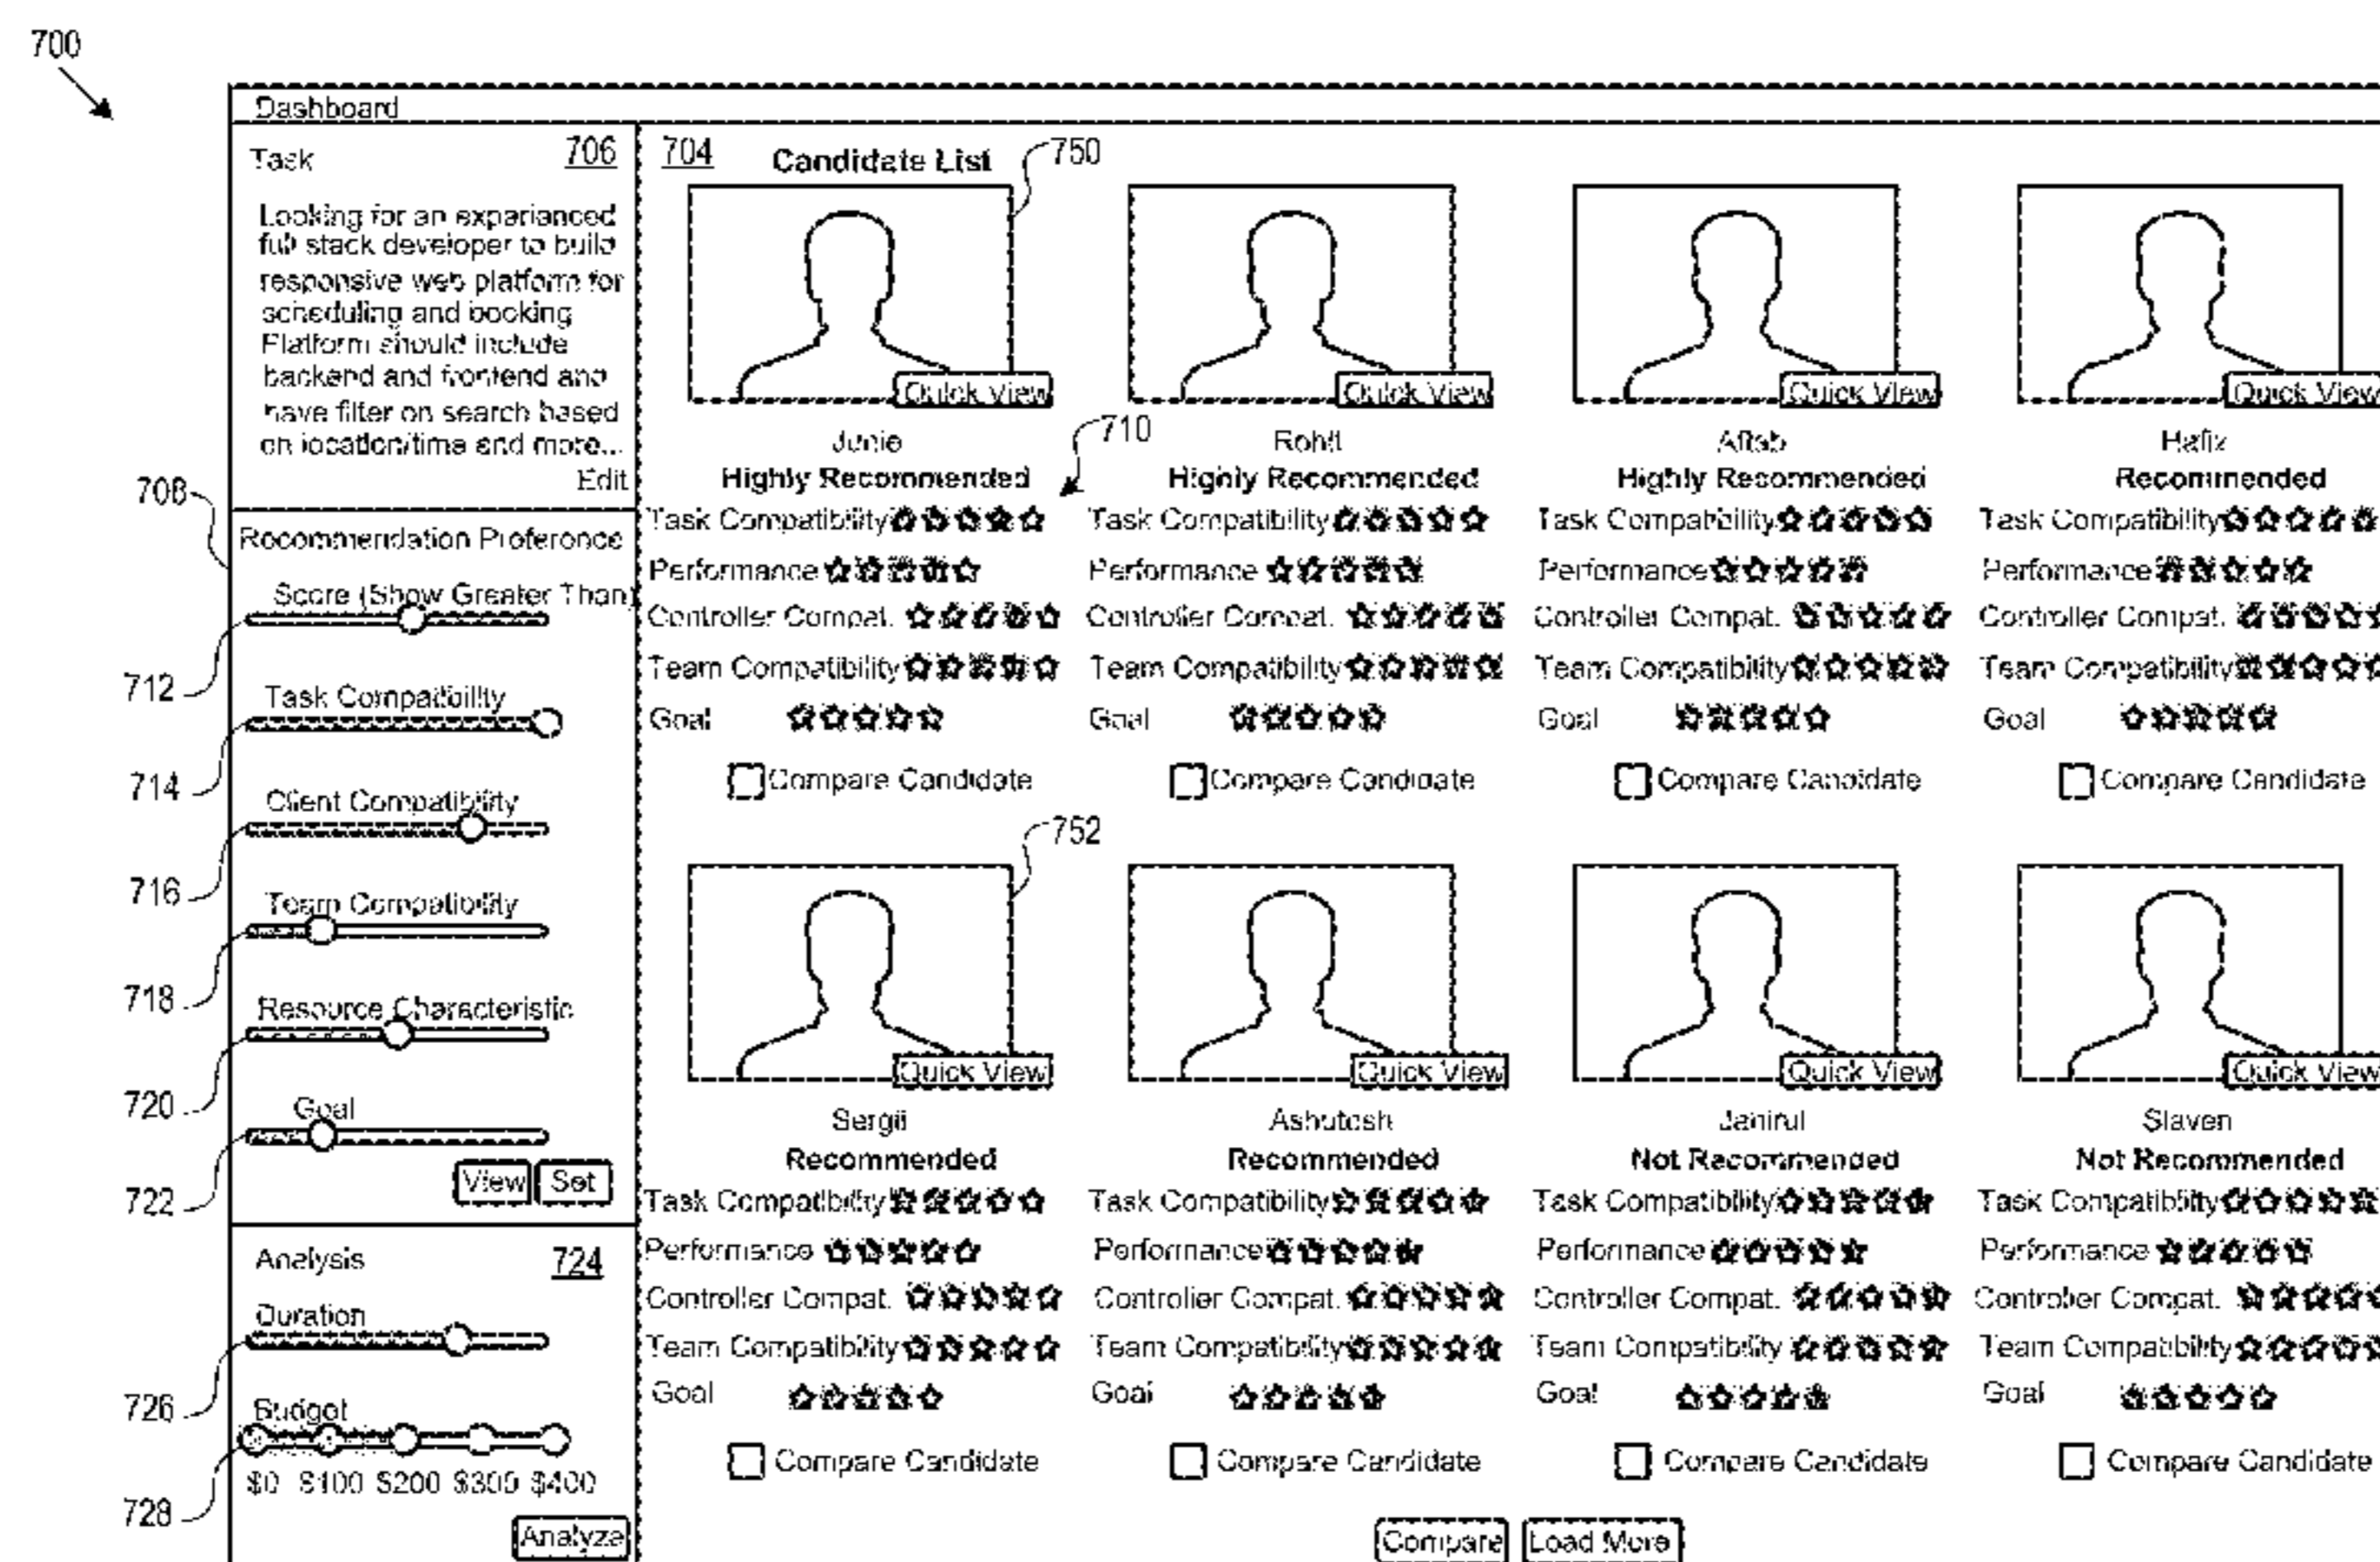 700
Dashboard
Task 706
Looking for an experianced
full stack developer to build
responsive web platform for
scheduling and booking
Platform should include
backend and frontend and
have filter on search based
on location/time and more...
Edit
708
Recommendation Preference
Score (Show Greater Than)
712
Task Compatibility
714
Client Compatibility
716
Team Compatibility
718
Resource Characteristic
720
Goal
722
View Set
Analysis 724
Duration
726
Budget
$0 $100 $200 $300 $400
728
Analyze
704 Candidate List 750
Quick View Quick View Quick View Quick View
Junie 710 Rohit Aftab Hafiz
Highly Recommended Highly Recommended Highly Recommended Recommended
Task Compatibility Task Compatibility Task Compatibility Task Compatibility
Performance Performance Performance Performance
Controller Compat. Controller Compat. Controller Compat. Controller Compat.
Team Compatibility Team Compatibility Team Compatibility Team Compatibility
Goal Goal Goal Goal
Compare Candidate Compare Candidate Compare Candidate Compare Candidate
752
Quick View Quick View Quick View Quick View
Sergii Ashutosh Janirul Slaven
Recommended Recommended Not Recommended Not Recommended
Task Compatibility Task Compatibility Task Compatibility Task Compatibility
Performance Performance Performance Performance
Controller Compat. Controller Compat. Controller Compat. Controller Compat.
Team Compatibility Team Compatibility Team Compatibility Team Compatibility
Goal Goal Goal Goal
Compare Candidate Compare Candidate Compare Candidate Compare Candidate
Compare Load More